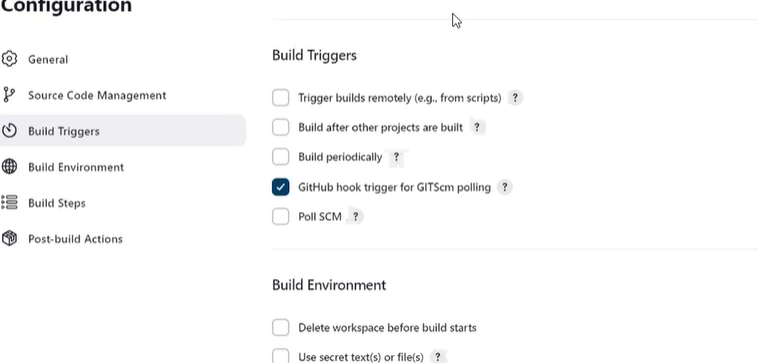 Configuration
General
Source Code Management
Build Triggers
Build Environment
Build Steps
Post-build Actions
Build Triggers
Trigger builds remotely (e.g., from scripts) ?
Build after other projects are built ?
Build periodically ?
GitHub hook trigger for GITScm polling ?
Poll SCM ?
Build Environment
Delete workspace before build starts
Use secret text(s) or file(s) ?